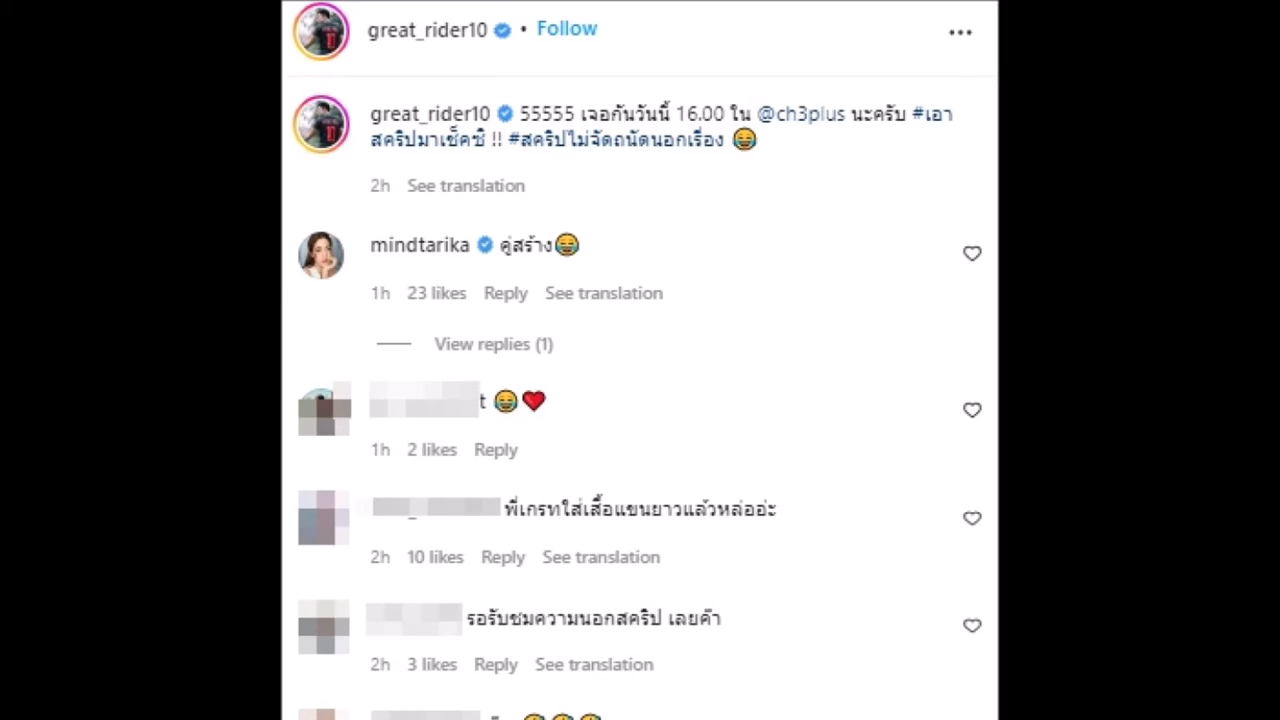 great_rider10 • Follow
great_rider10 55555 เจอกันวันนี้ 16.00 ใน @ch3plus นะครับ #เอา
สคริปมาเช็คซิ !! #สคริปไม่จัดถนัดนอกเรื่อง 😂
2h See translation
mindtarika คู่สร้าง😂
1h 23 likes Reply See translation
View replies (1)
t 😂❤️
1h 2 likes Reply
พี่เกรทใส่เสื้อแขนยาวแล้วหล่ออ่ะ
2h 10 likes Reply See translation
รอรับชมความนอกสคริป เลยค๊า
2h 3 likes Reply See translation